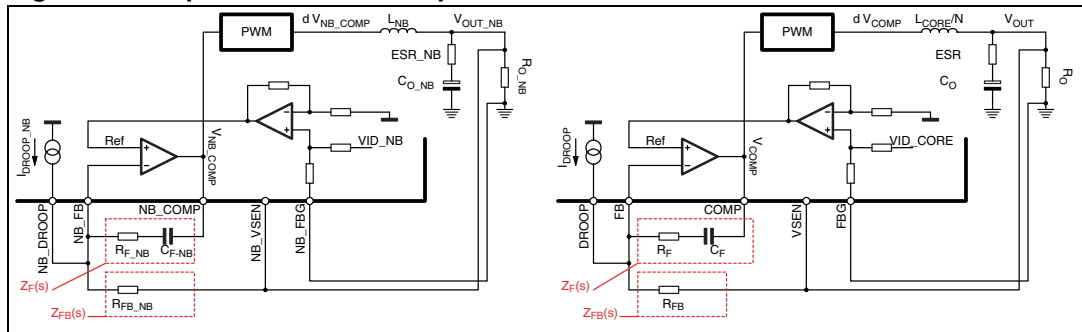 PWM
d V_NB_COMP
L_NB
V_OUT_NB
ESR_NB
C_O_NB
R_O_NB
I_DROOP_NB
Ref
V_NB_COMP
VID_NB
NB_DROOP
NB_FB
NB_COMP
NB_VSEN
NB_FBG
R_F_NB
C_F-NB
Z_F(s)
R_FB_NB
Z_FB(s)
PWM
d V_COMP
L_CORE/N
V_OUT
ESR
C_O
R_O
I_DROOP
Ref
V_COMP
VID_CORE
DROOP
FB
COMP
VSEN
FBG
R_F
C_F
Z_F(s)
R_FB
Z_FB(s)